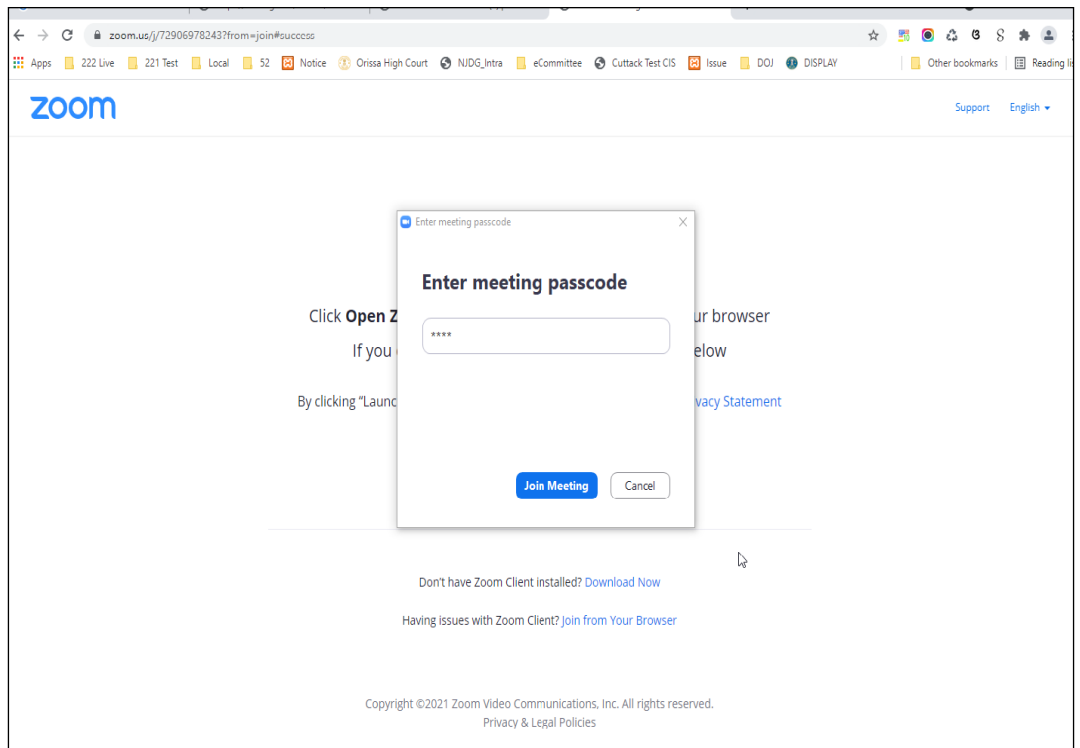 zoom.us/j/72906978243?from=join#success
Apps 222 Live 221 Test Local 52 Notice Orissa High Court NJDG_Intra eCommittee Cuttack Test CIS Issue DOJ DISPLAY Other bookmarks Reading li
zoom Support English
Enter meeting passcode
Enter meeting passcode
Click Open Z ur browser
****
If you elow
By clicking “Launc vacy Statement
Join Meeting Cancel
Don't have Zoom Client installed? Download Now
Having issues with Zoom Client? Join from Your Browser
Copyright ©2021 Zoom Video Communications, Inc. All rights reserved.
Privacy & Legal Policies